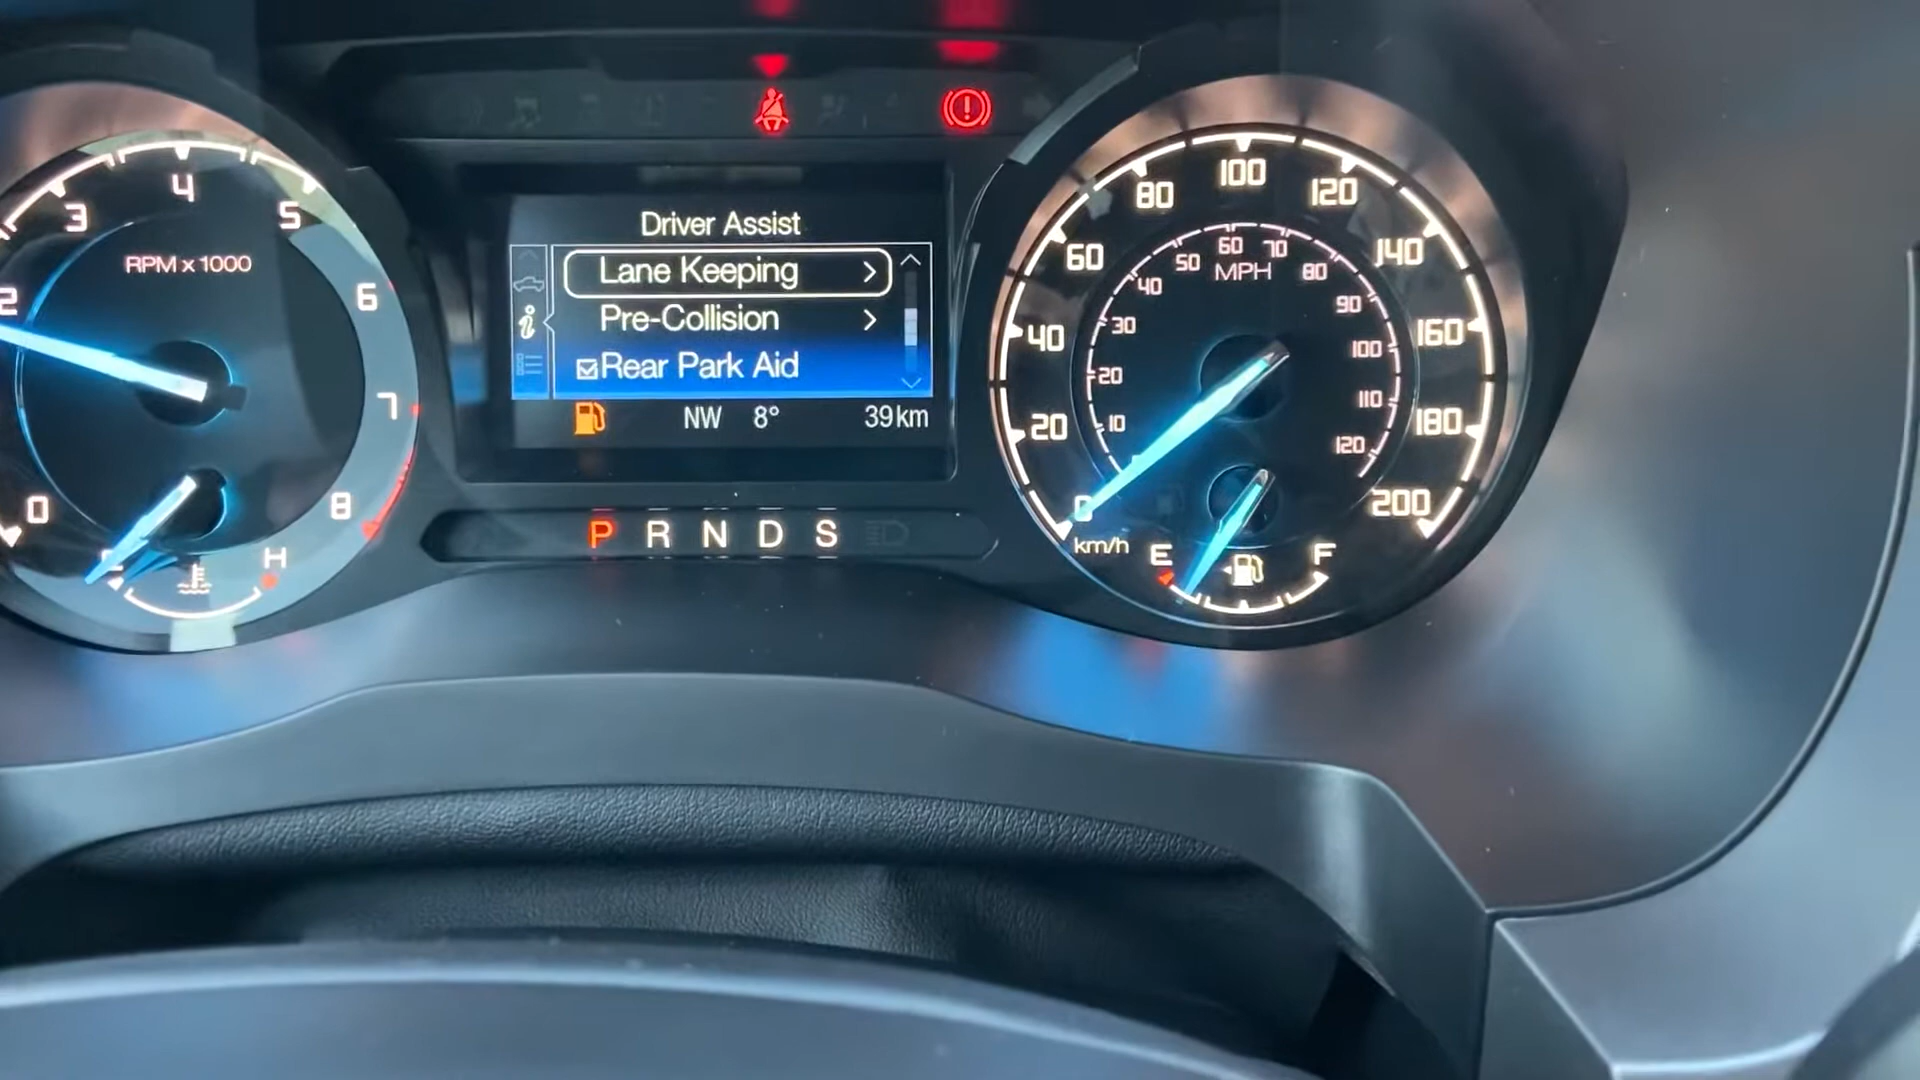 Driver Assist
Lane Keeping
Pre-Collision
Rear Park Aid
NW 8° 39km
P R N D S
0 2 3 4 5 6 7 8
RPM x 1000
H
0 20 40 60 80 100 120 140 160 180 200
km/h
10 20 30 40 50 60 70 80 90 100 110 120
MPH
E F